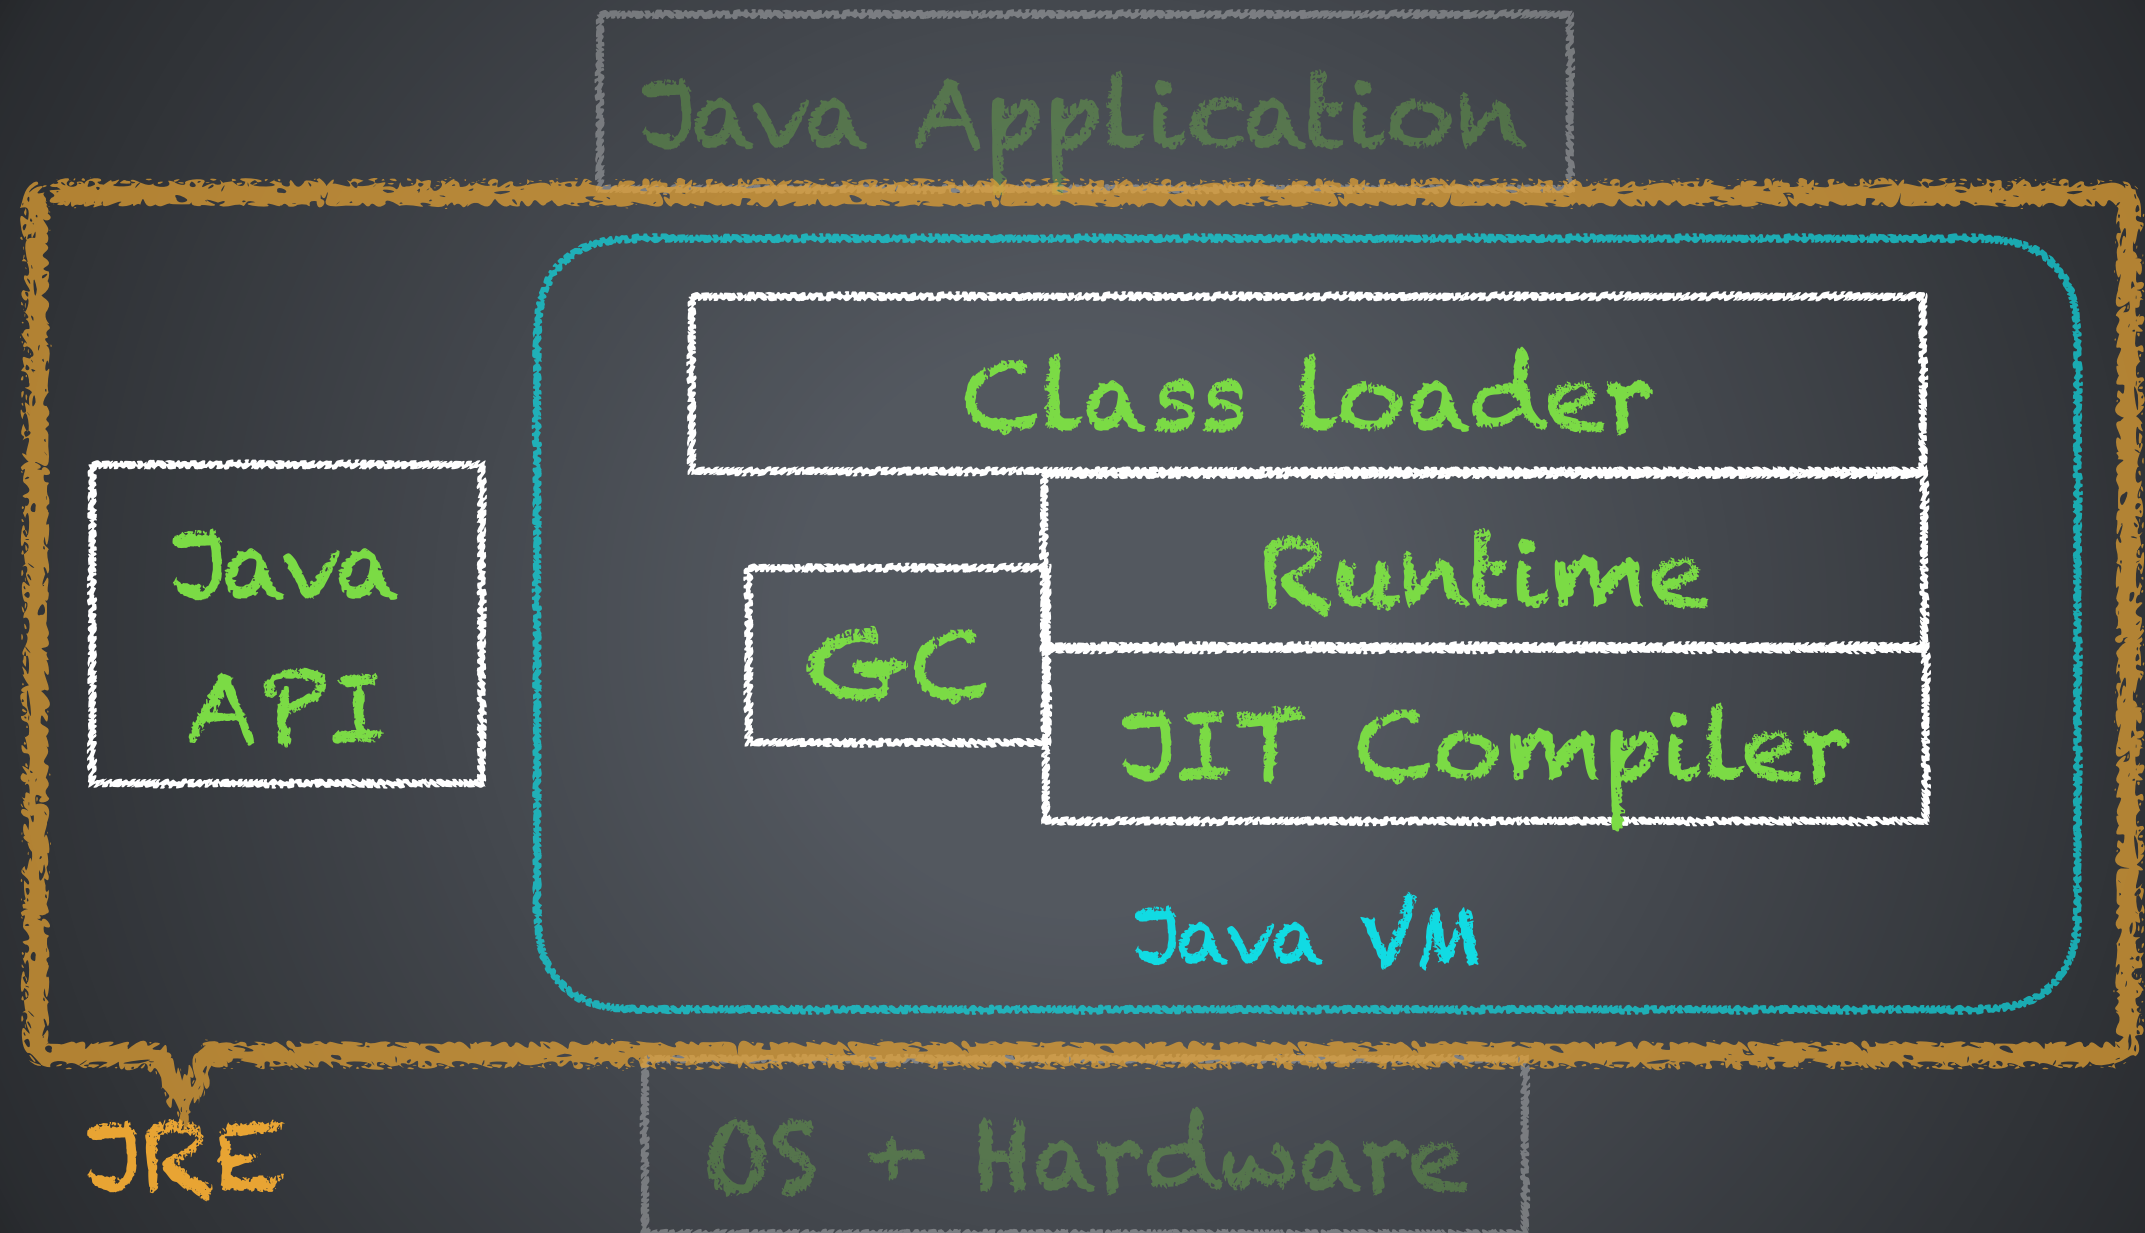 Java Application
Class loader
Java
API
Runtime
GC
JIT Compiler
Java VM
JRE
OS + Hardware